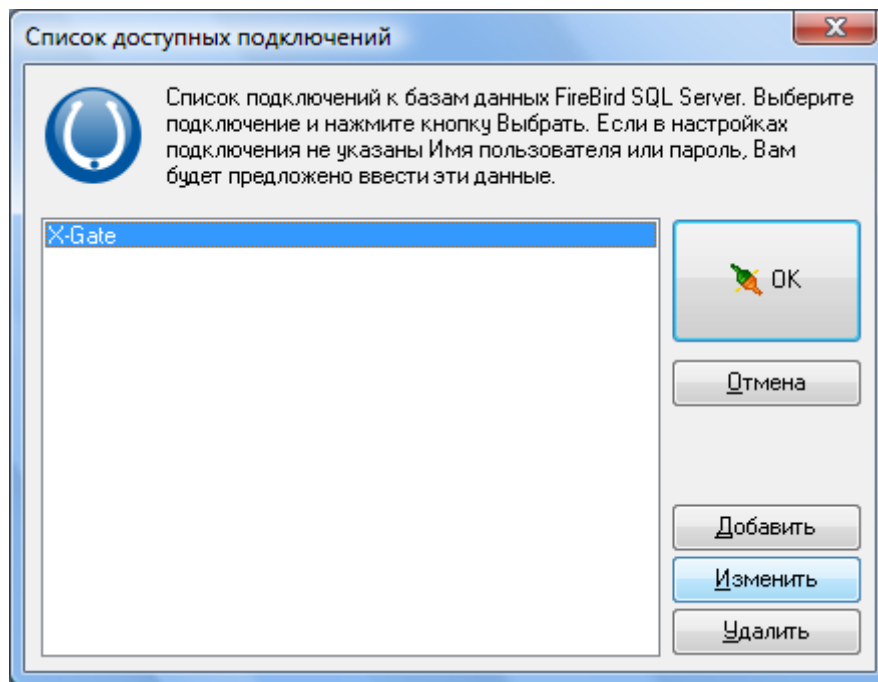 Список доступных подключений
Список подключений к базам данных FireBird SQL Server. Выберите
подключение и нажмите кнопку Выбрать. Если в настройках
подключения не указаны Имя пользователя или пароль, Вам
будет предложено ввести эти данные.
X-Gate
OK
Отмена
Добавить
Изменить
Удалить